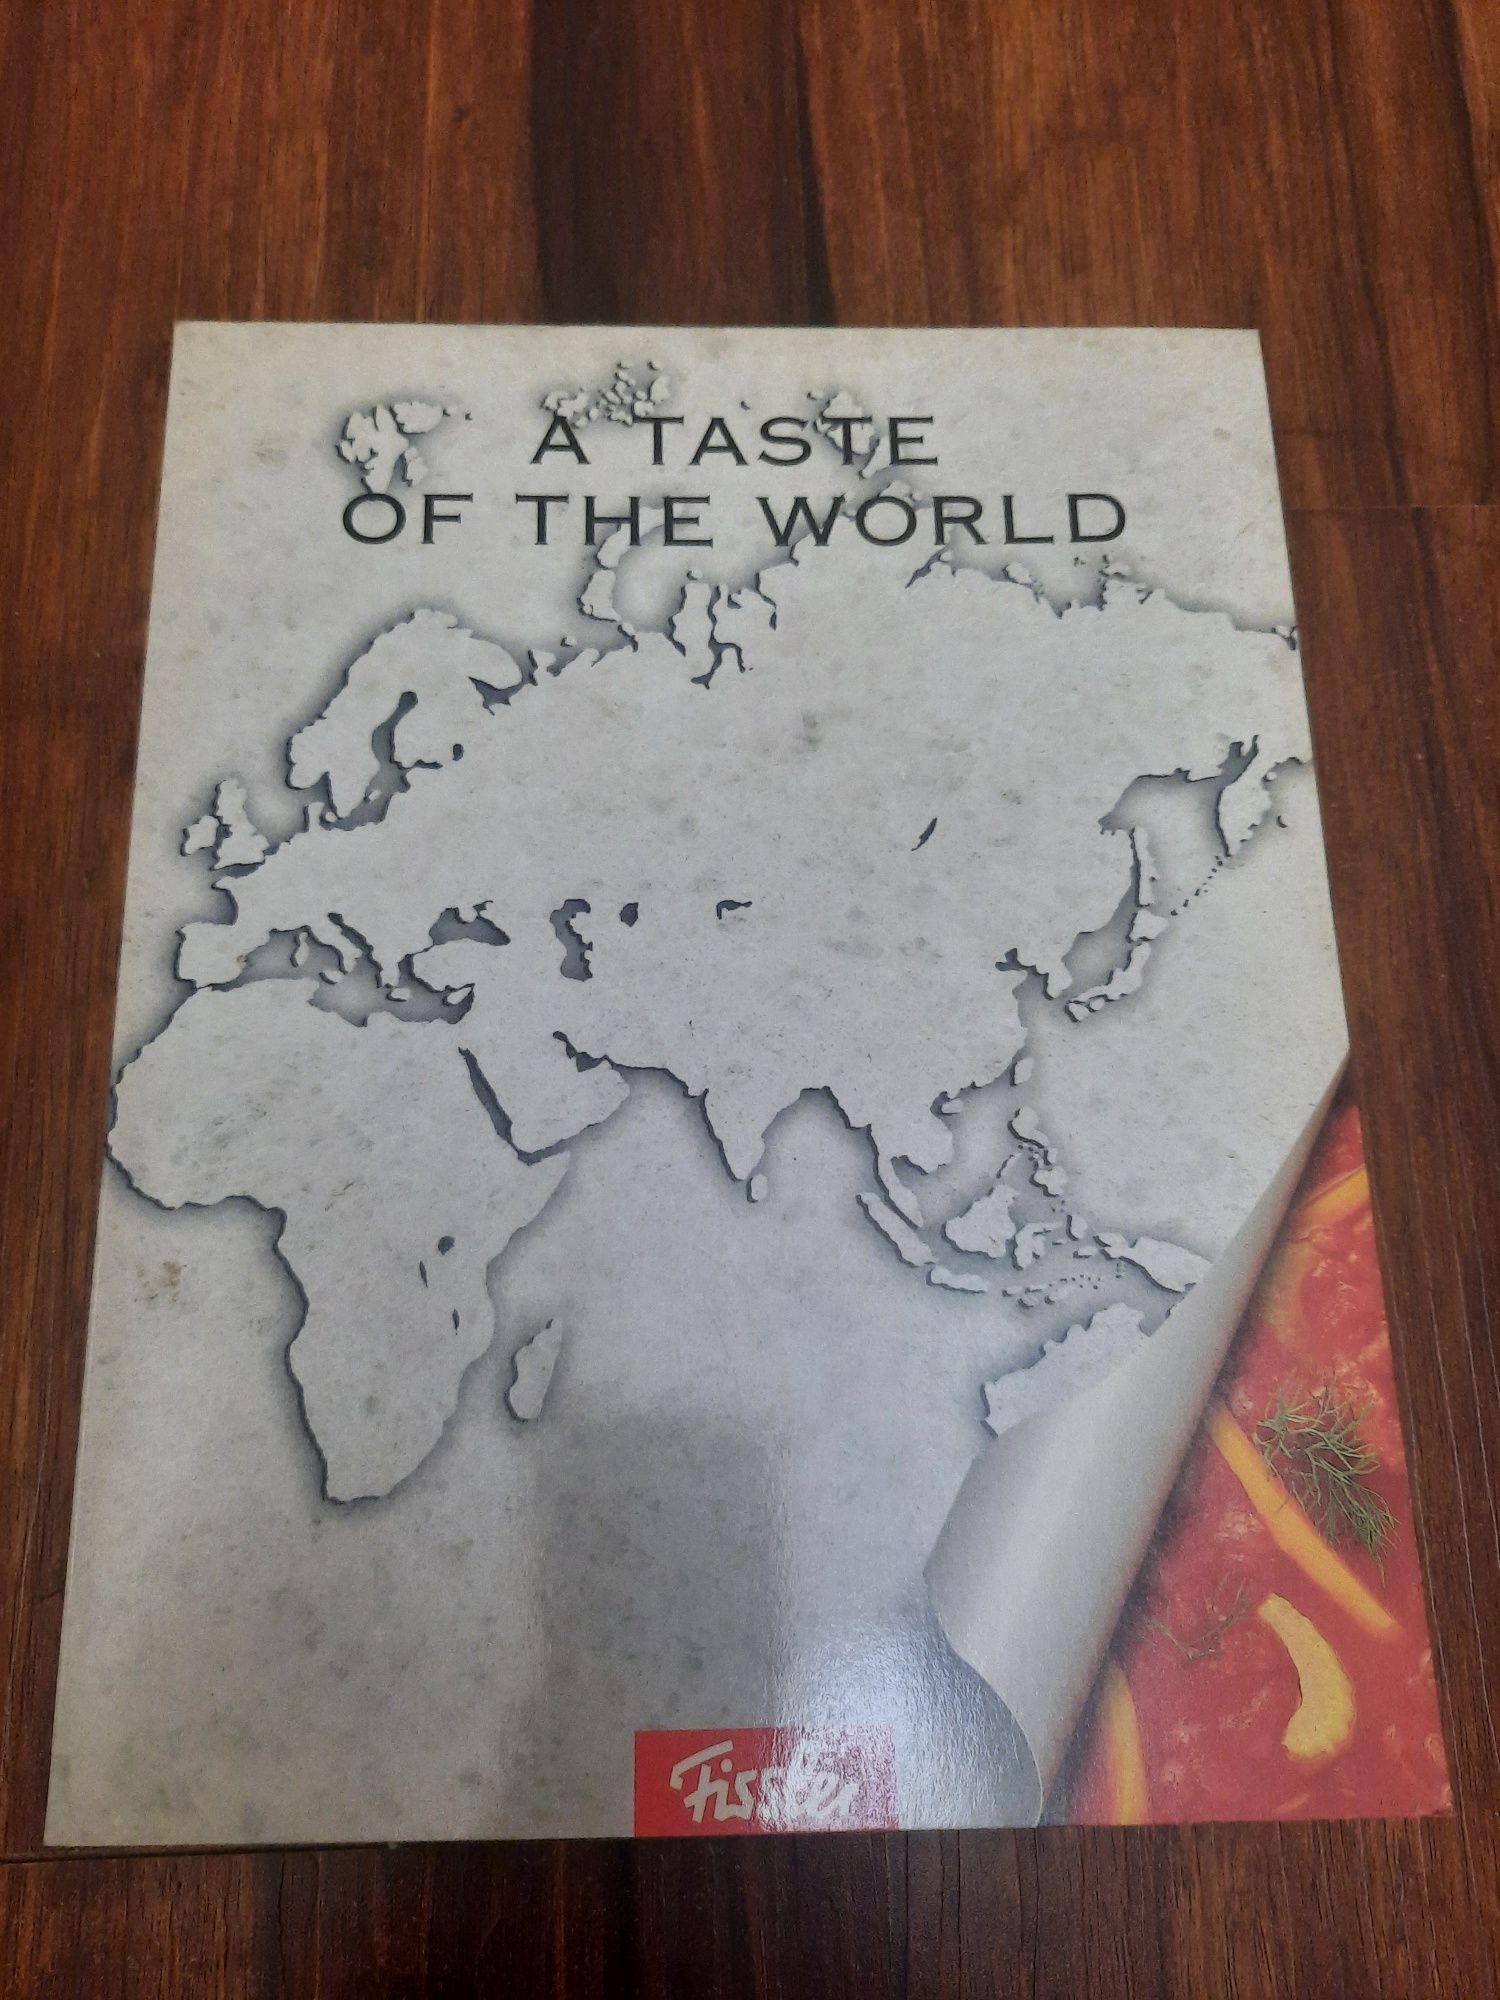 A TASTE
OF THE WORLD
Fissler